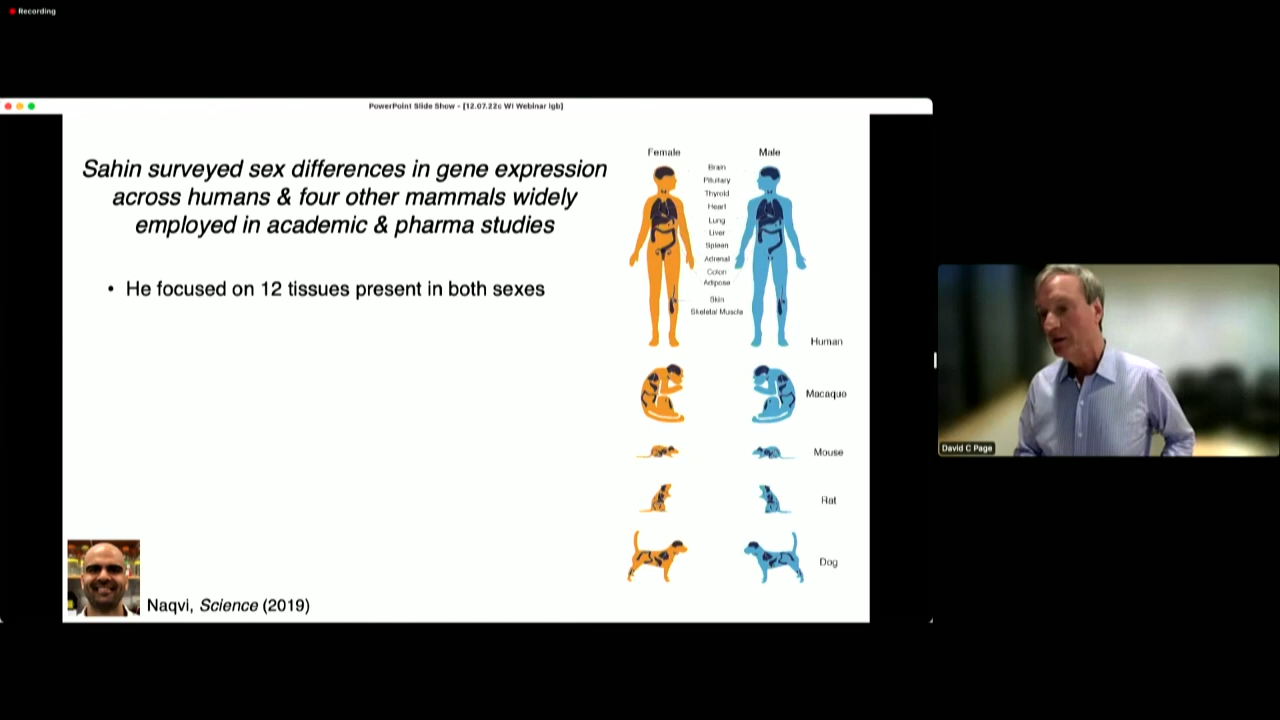 Recording
PowerPoint Slide Show - [12.07.22c WI Webinar lgb]
Sahin surveyed sex differences in gene expression
across humans & four other mammals widely
employed in academic & pharma studies
• He focused on 12 tissues present in both sexes
Naqvi, Science (2019)
Female
Male
Brain
Pituitary
Thyroid
Heart
Lung
Liver
Spleen
Adrenal
Colon
Adipose
Skin
Skeletal Muscle
Human
Macaque
Mouse
Rat
Dog
David C Page